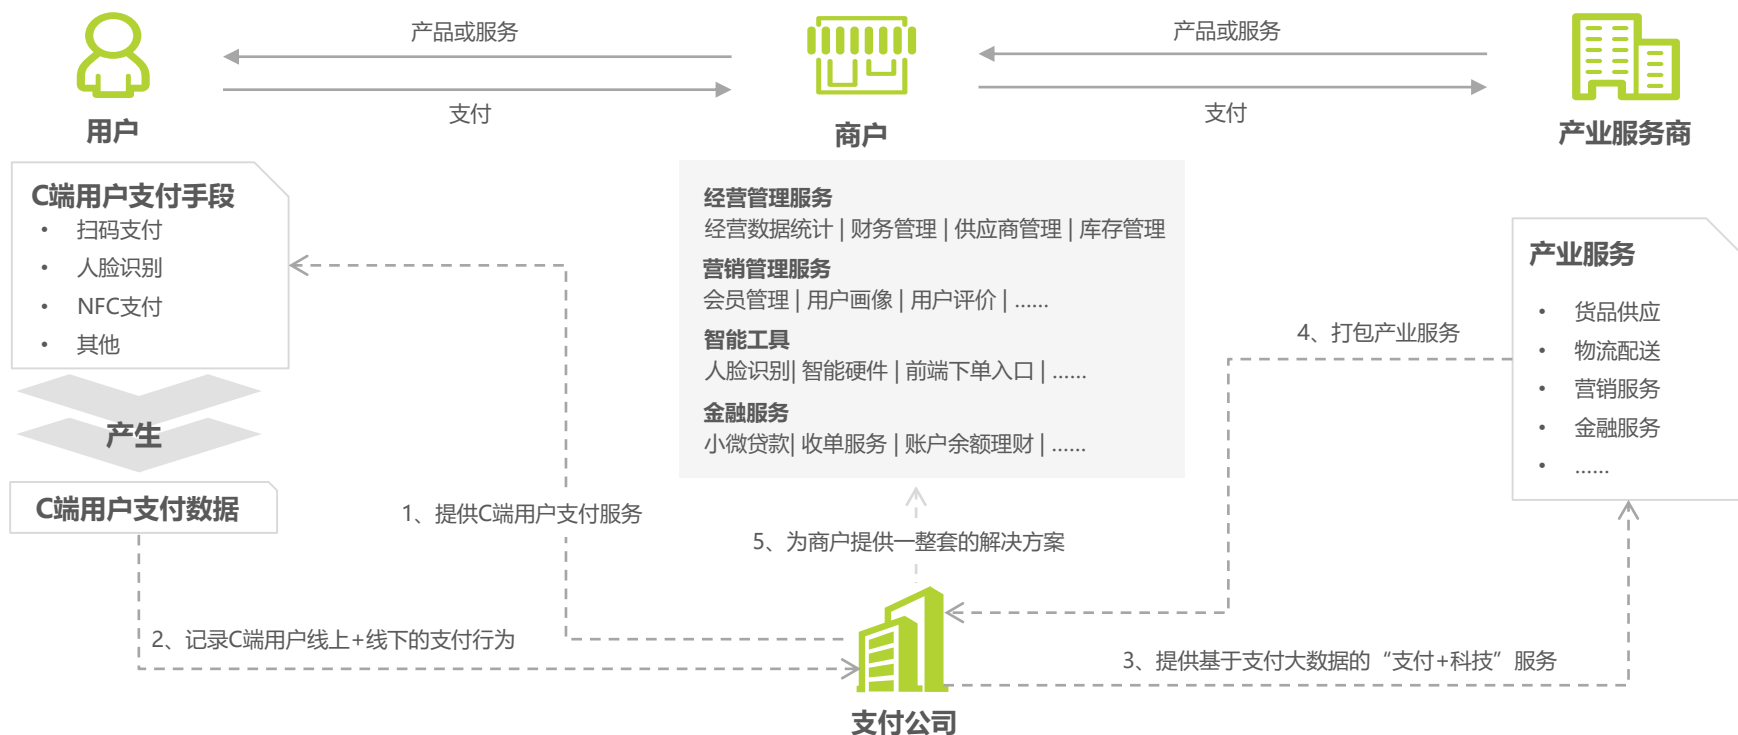 产品或服务
支付
产品或服务
支付
用户
商户
产业服务商
C端用户支付手段
• 扫码支付
• 人脸识别
• NFC支付
• 其他
产生
C端用户支付数据
经营管理服务
经营数据统计 | 财务管理 | 供应商管理 | 库存管理
营销管理服务
会员管理 | 用户画像 | 用户评价 | ......
智能工具
人脸识别| 智能硬件 | 前端下单入口 | ......
金融服务
小微贷款| 收单服务 | 账户余额理财 | ......
产业服务
• 货品供应
• 物流配送
• 营销服务
• 金融服务
• ......
4、打包产业服务
1、提供C端用户支付服务
5、为商户提供一整套的解决方案
2、记录C端用户线上+线下的支付行为
3、提供基于支付大数据的“支付+科技”服务
支付公司